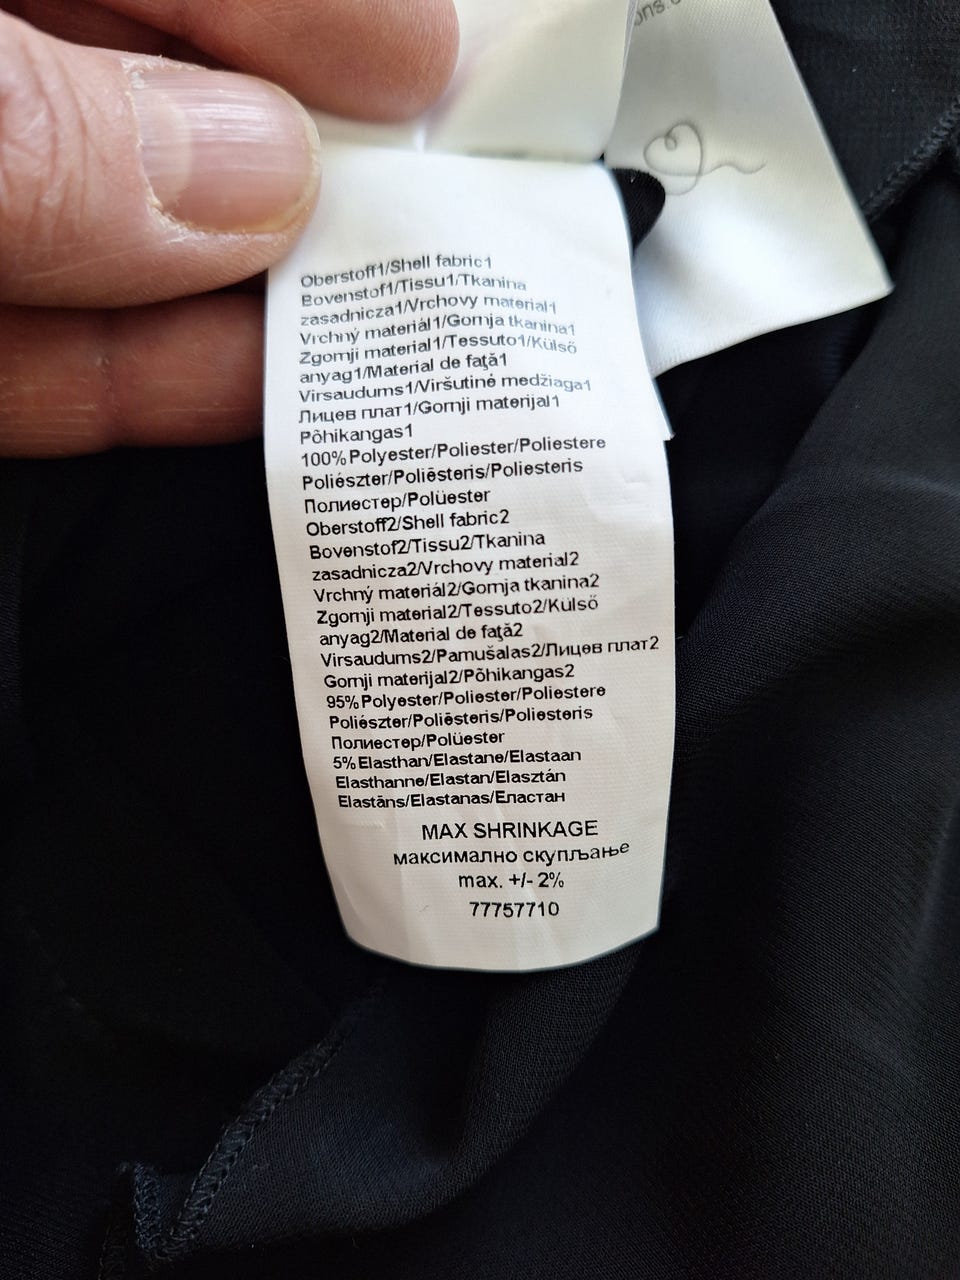 ons.
Oberstoff1/Shell fabric1
Bovenstof1/Tissu1/Tkanina
zasadnicza1/Vrchovy material1
Vrchný materiál1/Gornja tkanina1
Zgornji material1/Tessuto1/Külső
anyag1/Material de faţă1
Virsaudums1/Viršutinė medžiaga1
Лицев плат1/Gornji materijal1
Põhikangas1
100%Polyester/Poliester/Poliestere
Poliészter/Poliēsteris/Poliesteris
Полиестер/Polüester
Oberstoff2/Shell fabric2
Bovenstof2/Tissu2/Tkanina
zasadnicza2/Vrchovy material2
Vrchný materiál2/Gornja tkanina2
Zgornji material2/Tessuto2/Külső
anyag2/Material de faţă2
Virsaudums2/Pamušalas2/Лицев плат2
Gornji materijal2/Põhikangas2
95%Polyester/Poliester/Poliestere
Poliészter/Poliēsteris/Poliesteris
Полиестер/Polüester
5%Elasthan/Elastane/Elastaan
Elasthanne/Elastan/Elasztán
Elastāns/Elastanas/Еластан
MAX SHRINKAGE
максимално скупљање
max. +/- 2%
77757710